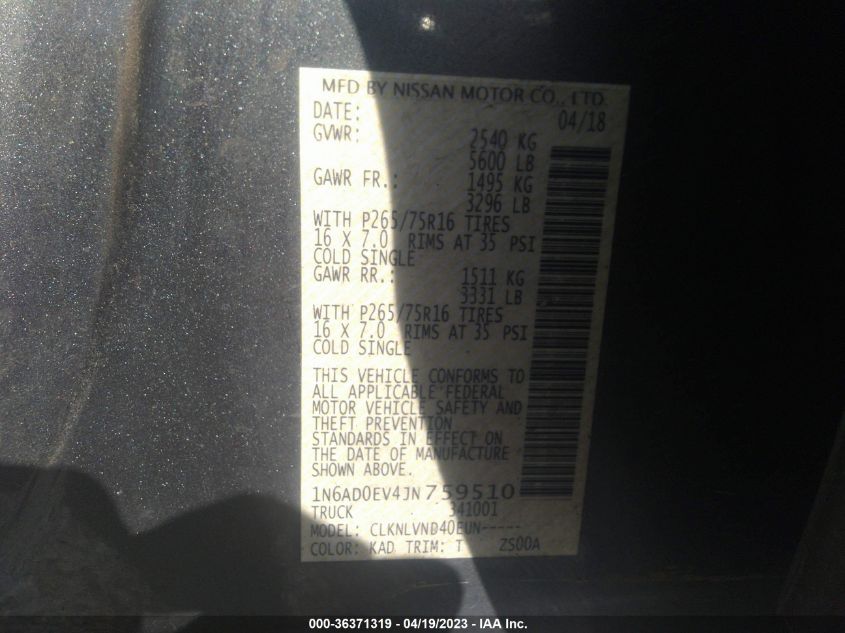 MFD BY NISSAN MOTOR CO., LTD.
DATE: 04/18
GVWR: 2540 KG
5600 LB
GAWR FR.: 1495 KG
3296 LB
WITH P265/75R16 TIRES
16 X 7.0 RIMS AT 35 PSI
COLD SINGLE
GAWR RR.: 1511 KG
3331 LB
WITH P265/75R16 TIRES
16 X 7.0 RIMS AT 35 PSI
COLD SINGLE
THIS VEHICLE CONFORMS TO
ALL APPLICABLE FEDERAL
MOTOR VEHICLE SAFETY AND
THEFT PREVENTION
STANDARDS IN EFFECT ON
THE DATE OF MANUFACTURE
SHOWN ABOVE.
1N6AD0EV4JN759510
TRUCK 341001
MODEL: CLKNLVND40EUN-----
COLOR: KAD TRIM: T ZS00A
000-36371319 - 04/19/2023 - IAA Inc.